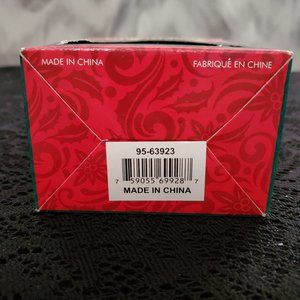 MADE IN CHINA FABRIQUÉ EN CHINE
95-63923
7 59055 69928 7
MADE IN CHINA